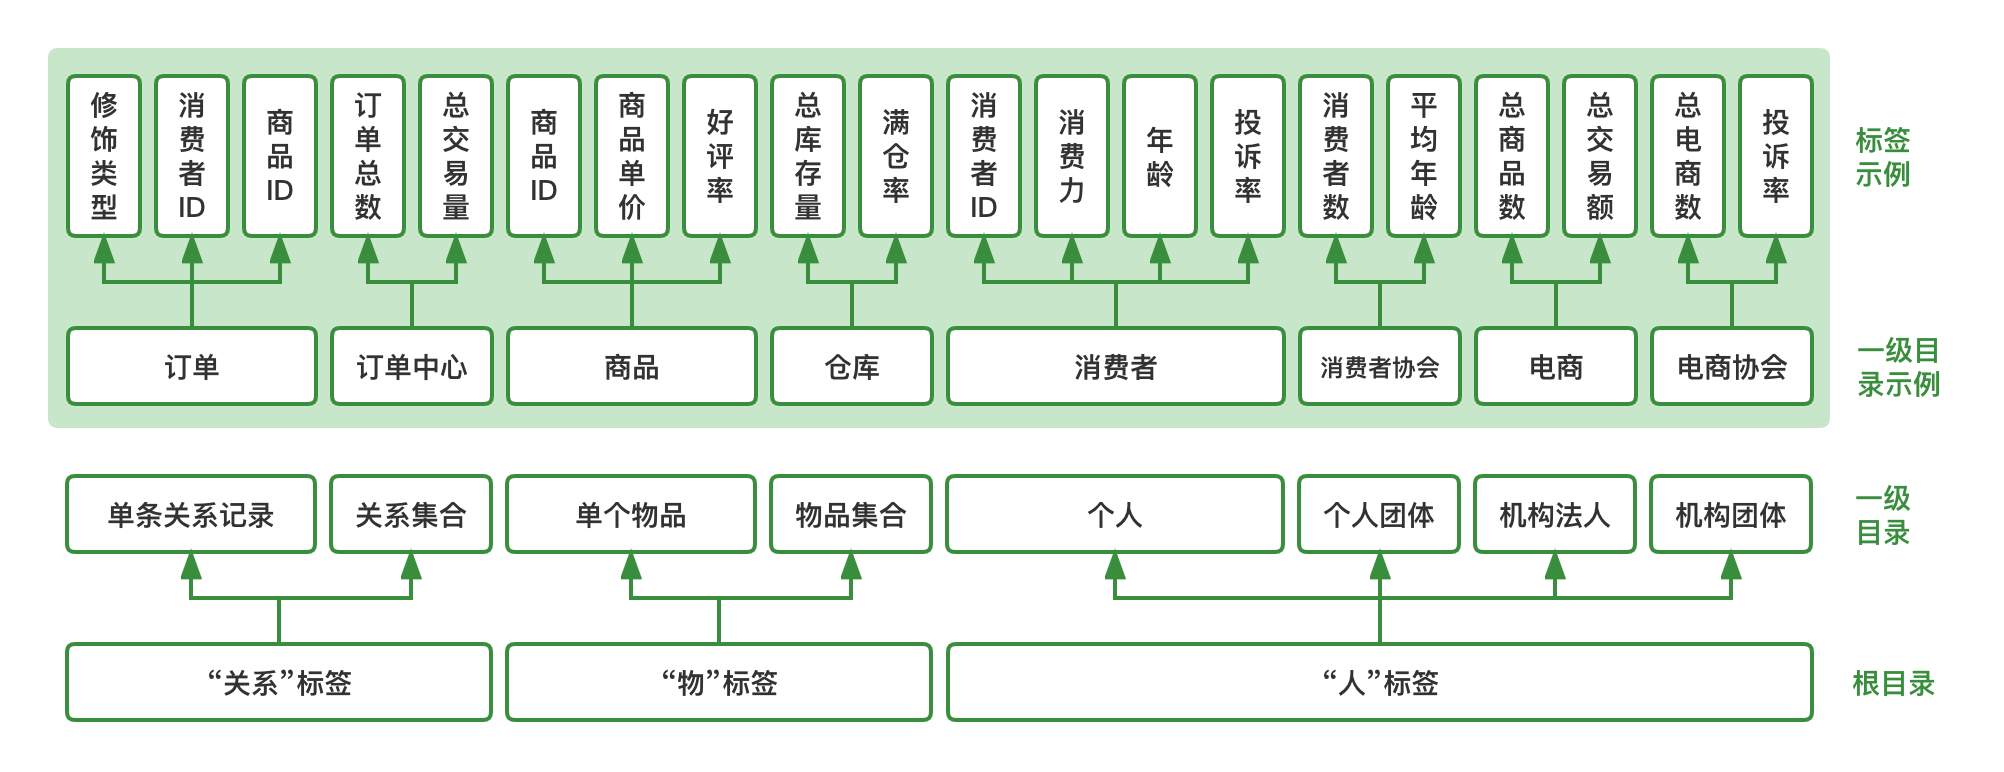 修饰类型
消费者ID
商品ID
订单总数
总交易量
商品ID
商品单价
好评率
总库存量
满仓率
消费者ID
消费力
年龄
投诉率
消费者数
平均年龄
总商品数
总交易额
总电商数
投诉率
标签
示例
订单
订单中心
商品
仓库
消费者
消费者协会
电商
电商协会
一级目
录示例
单条关系记录
关系集合
单个物品
物品集合
个人
个人团体
机构法人
机构团体
一级
目录
“关系”标签
“物”标签
“人”标签
根目录